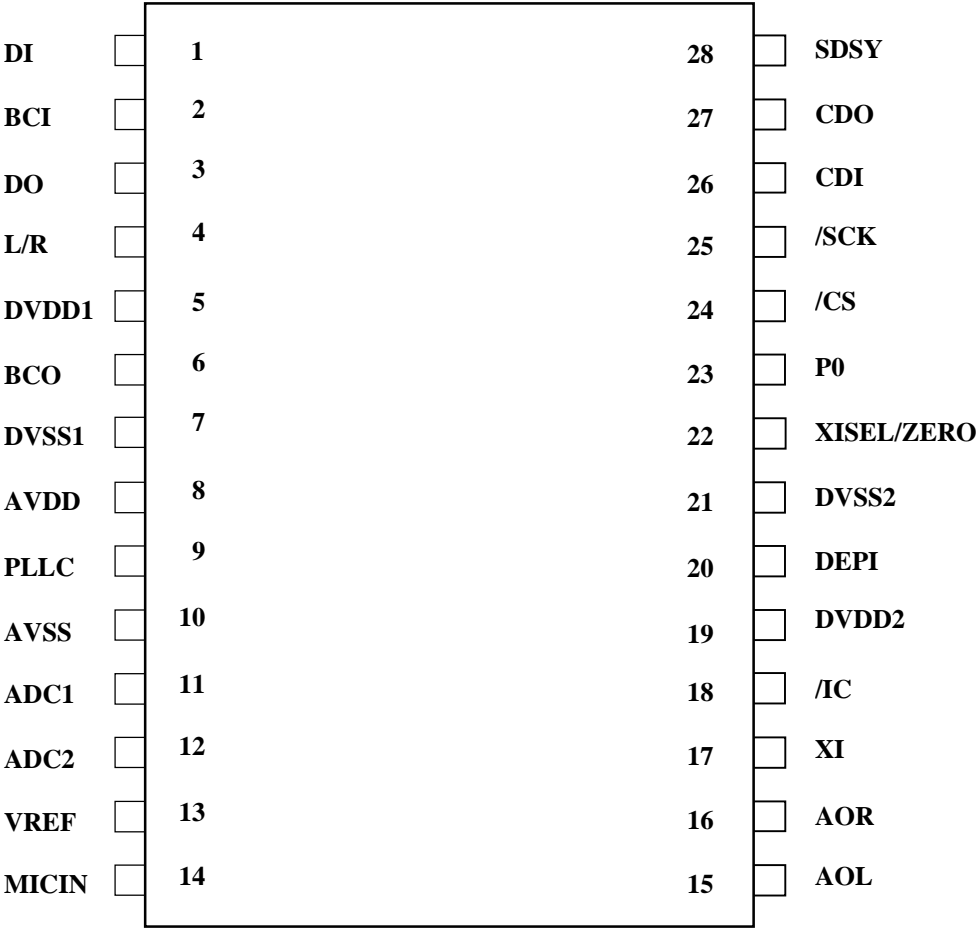 DI 1 28 SDSY
BCI 2 27 CDO
DO 3 26 CDI
L/R 4 25 /SCK
DVDD1 5 24 /CS
BCO 6 23 P0
DVSS1 7 22 XISEL/ZERO
AVDD 8 21 DVSS2
PLLC 9 20 DEPI
AVSS 10 19 DVDD2
ADC1 11 18 /IC
ADC2 12 17 XI
VREF 13 16 AOR
MICIN 14 15 AOL